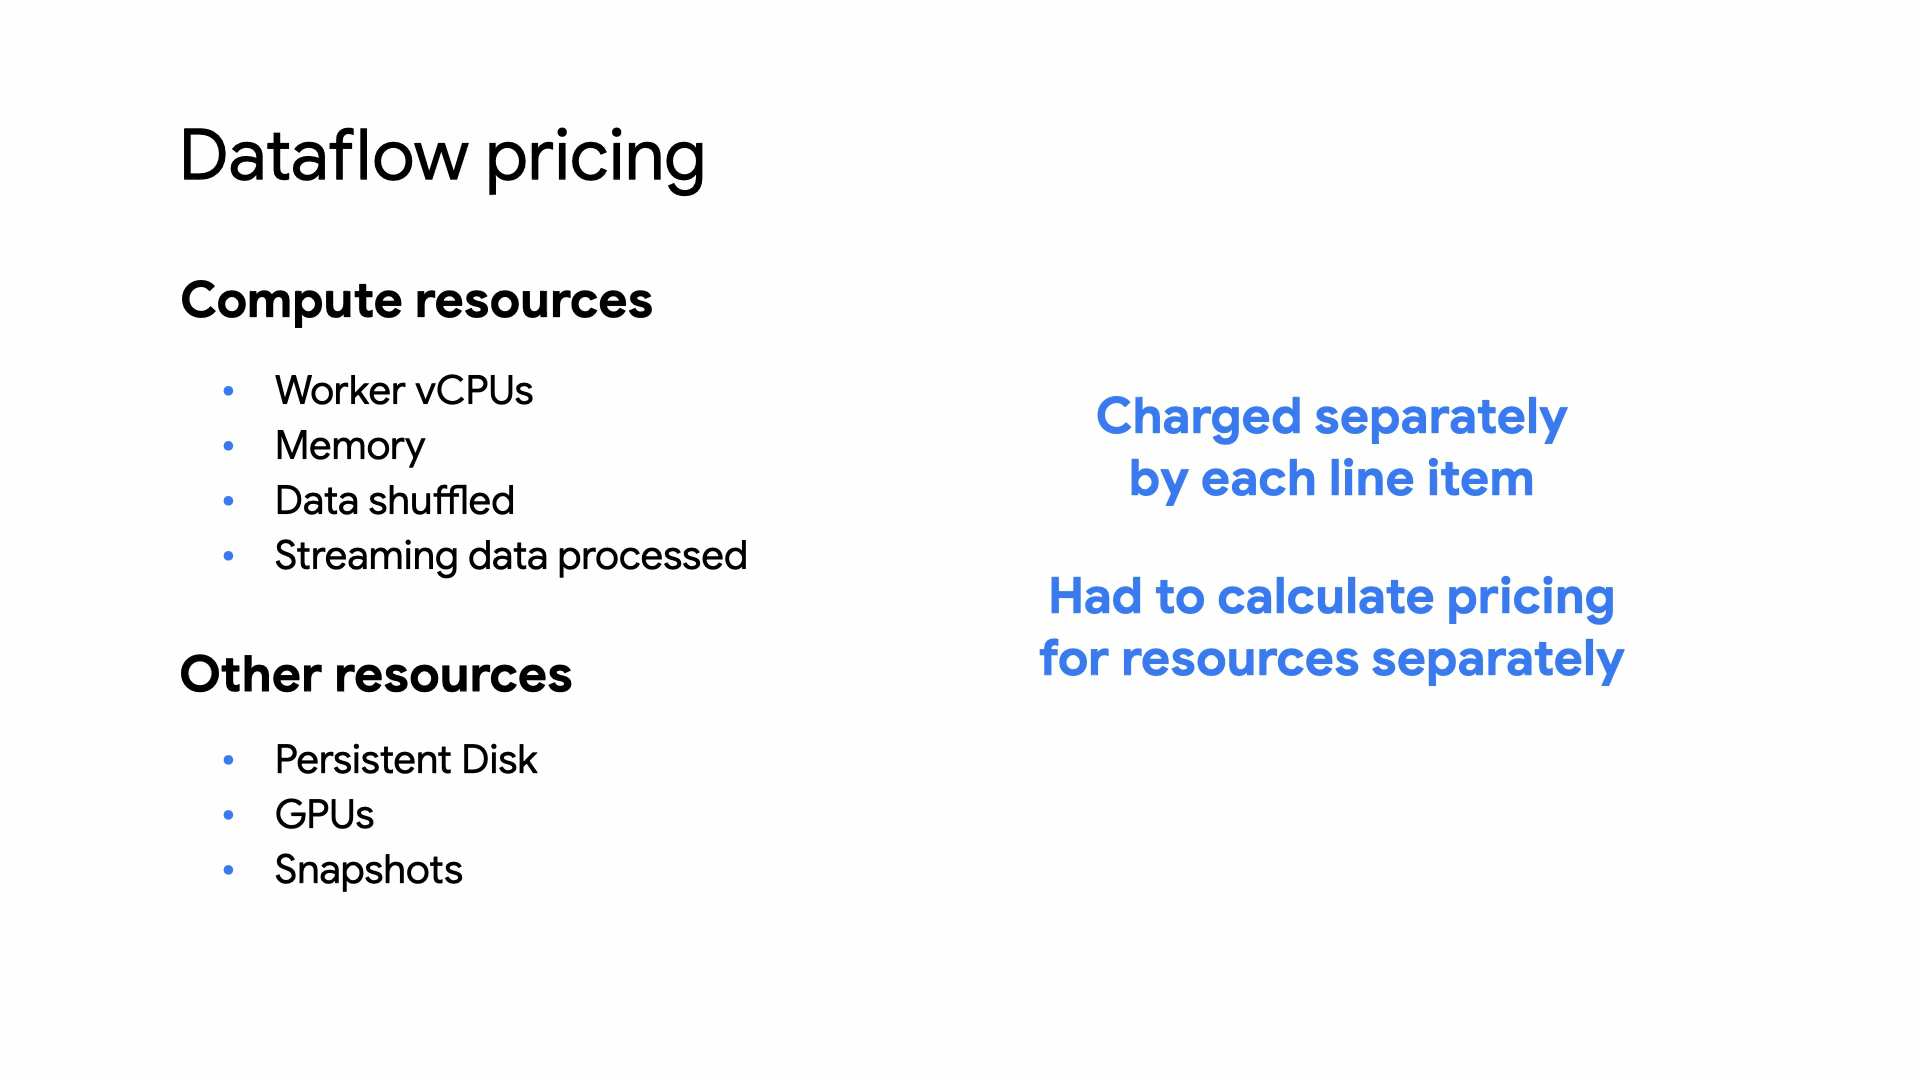 Dataflow pricing
Compute resources
• Worker vCPUs
• Memory
• Data shuffled
• Streaming data processed
Other resources
• Persistent Disk
• GPUs
• Snapshots
Charged separately
by each line item
Had to calculate pricing
for resources separately